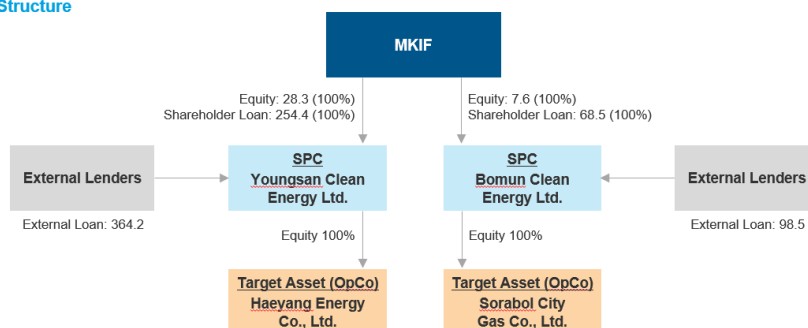 Structure
MKIF
Equity: 28.3 (100%)
Shareholder Loan: 254.4 (100%)
Equity: 7.6 (100%)
Shareholder Loan: 68.5 (100%)
External Lenders
SPC
Youngsan Clean
Energy Ltd.
SPC
Bomun Clean
Energy Ltd.
External Lenders
External Loan: 364.2
External Loan: 98.5
Equity 100%
Equity 100%
Target Asset (OpCo)
Haeyang Energy
Co., Ltd.
Target Asset (OpCo)
Sorabol City
Gas Co., Ltd.